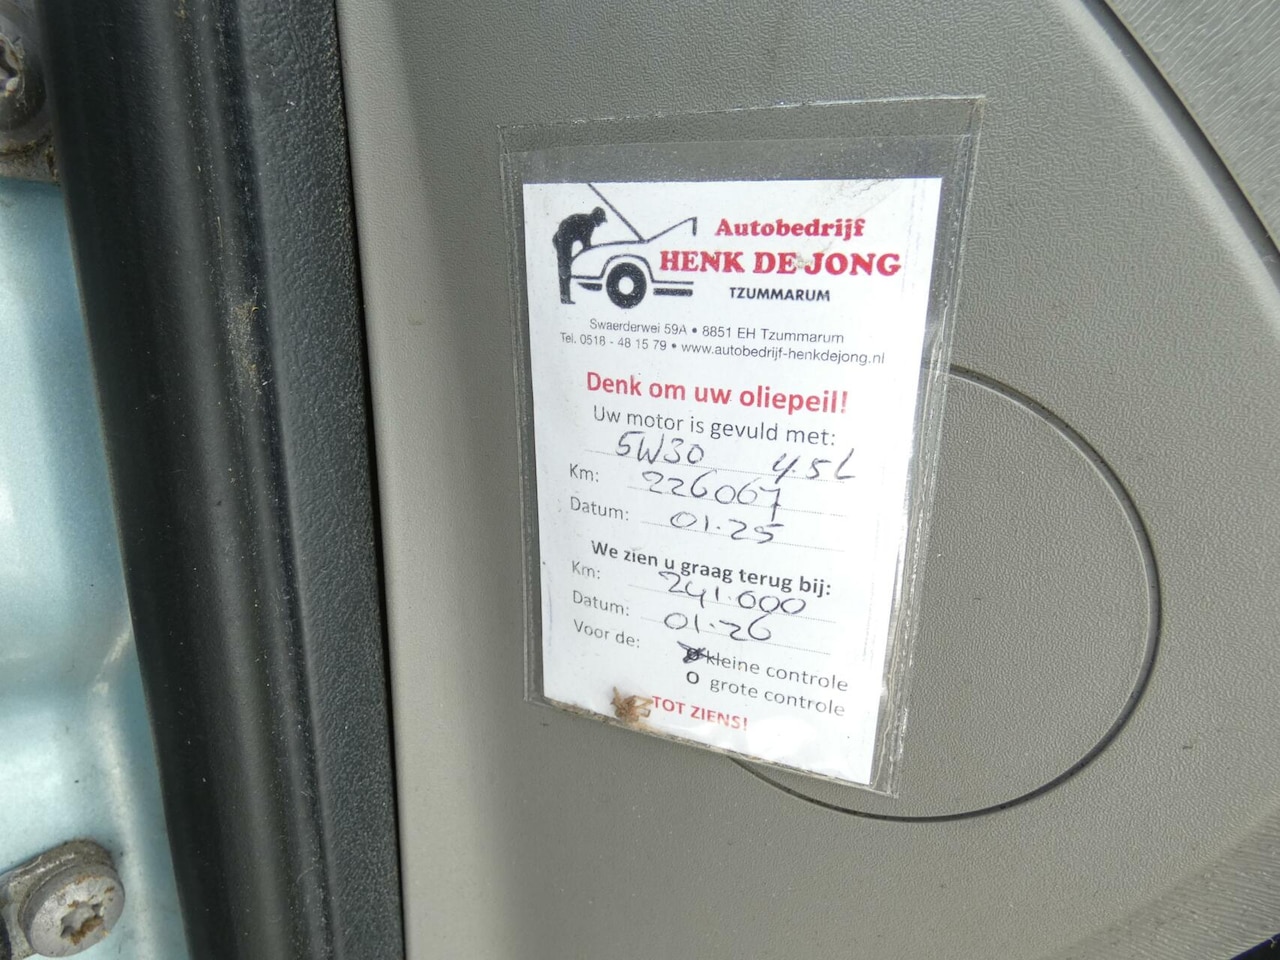 Autobedrijf
HENK DE JONG
TZUMMARUM
Swaerderwei 59A • 8851 EH Tzummarum
Tel. 0518 - 48 15 79 • www.autobedrijf-henkdejong.nl
Denk om uw oliepeil!
Uw motor is gevuld met:
5W30 4.5L
Km: 226067
Datum: 01-25
We zien u graag terug bij:
Km: 241.000
Datum: 01-26
Voor de: kleine controle
O grote controle
TOT ZIENS!